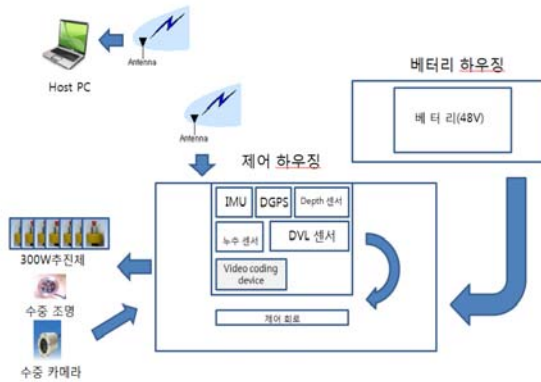 Antenna
Host PC
베터리 하우징
베 터 리(48V)
Antenna
제어 하우징
IMU
DGPS
Depth 센서
누수 센서
DVL 센서
Video coding
device
300W추진제
수중 조명
수중 카메라
제어 회로